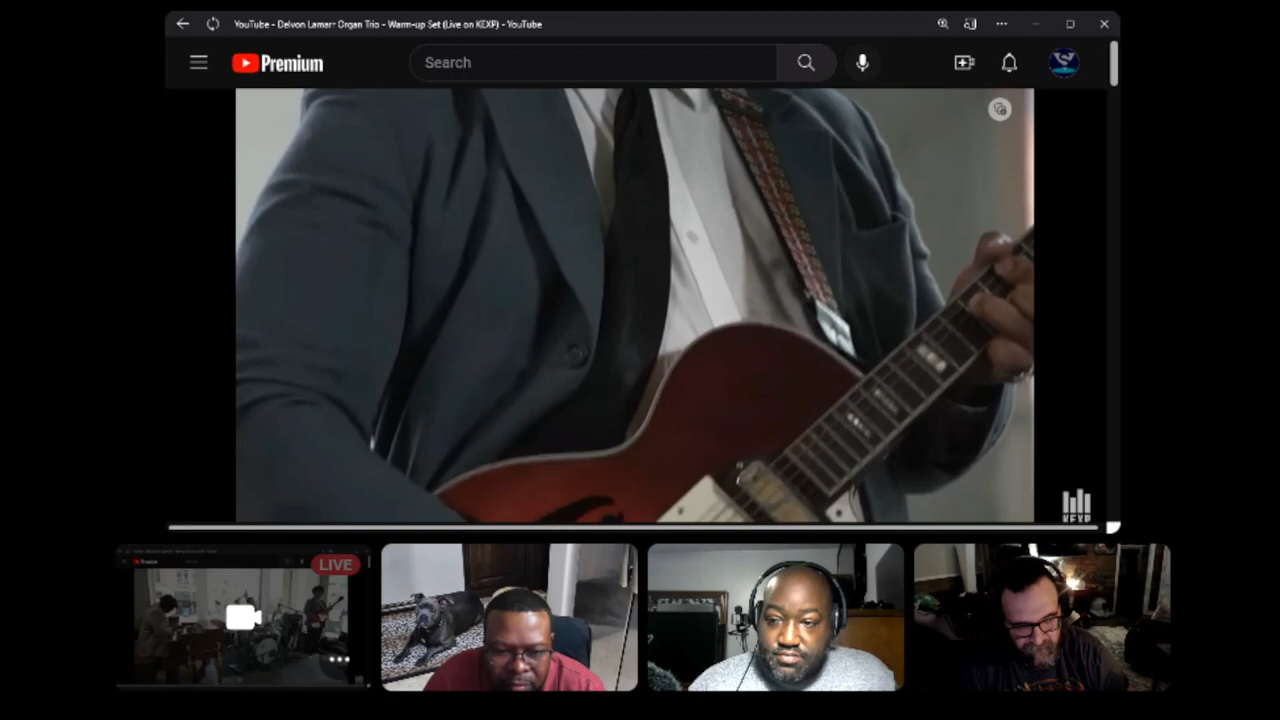 YouTube - Delvon Lamarr Organ Trio - Warm-up Set (Live on KEXP) - YouTube
Premium
Search
KEXP
LIVE